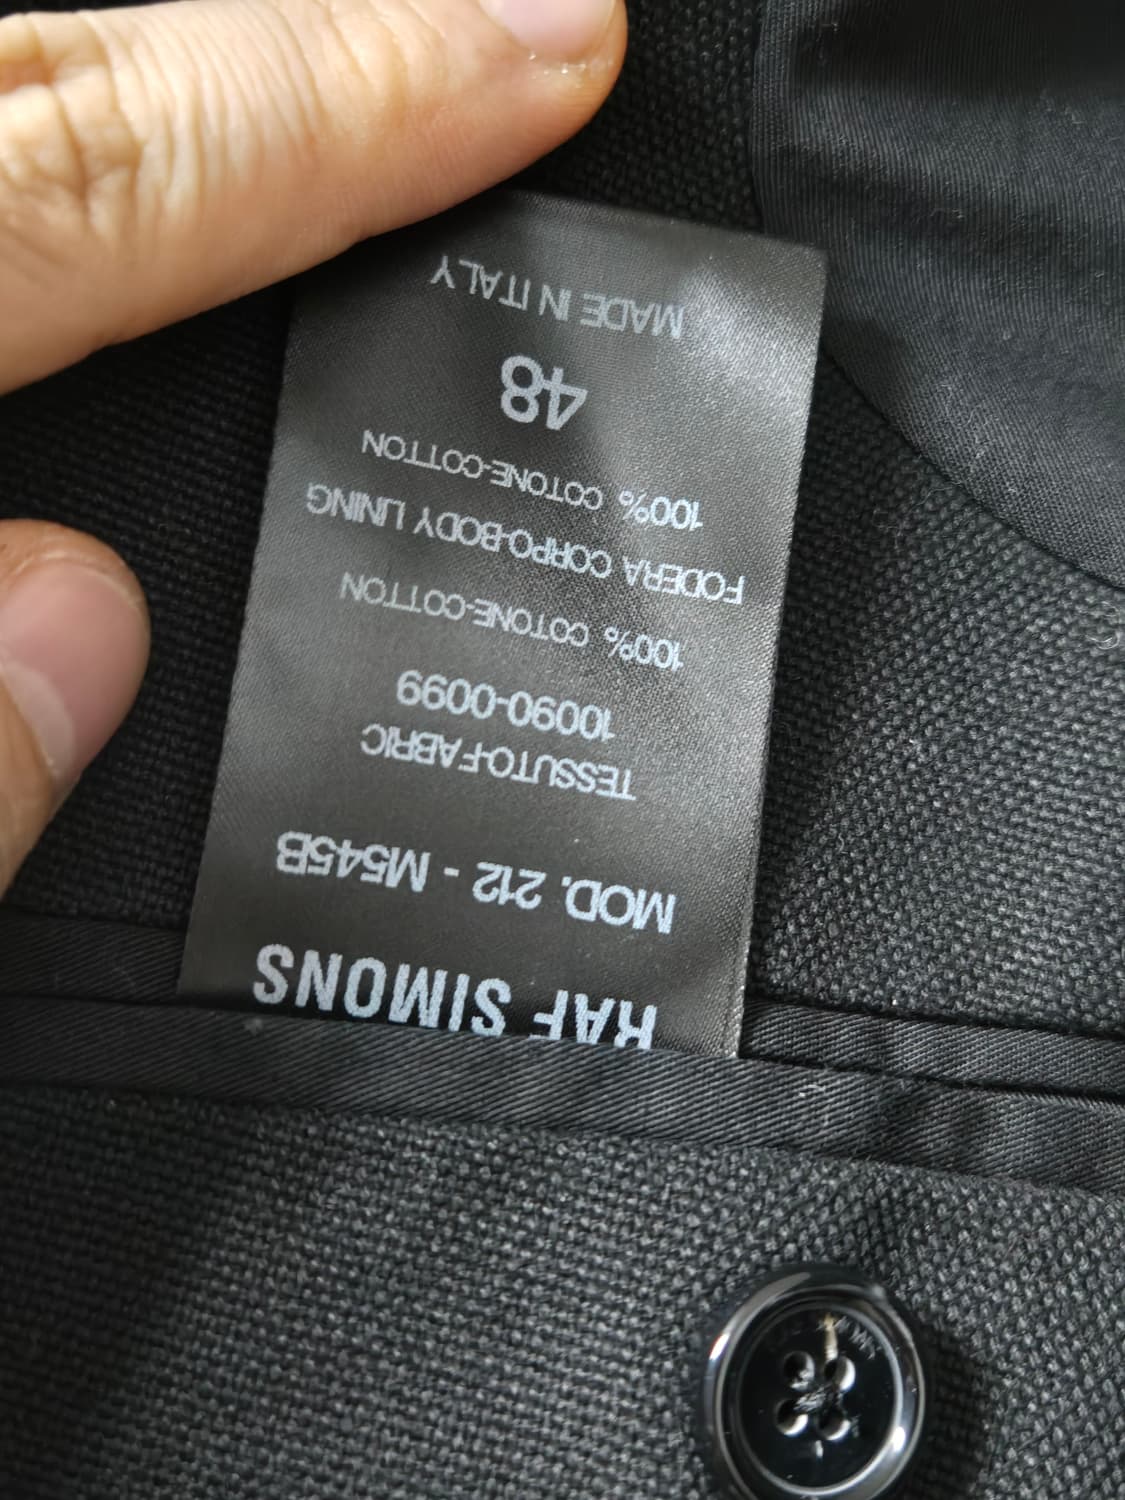 RAF SIMONS
MOD. 212 - M545B
TESSUTO-FABRIC
10090-0099
100% COTONE-COTTON
FODERA CORPO-BODY LINING
100% COTONE-COTTON
48
MADE IN ITALY